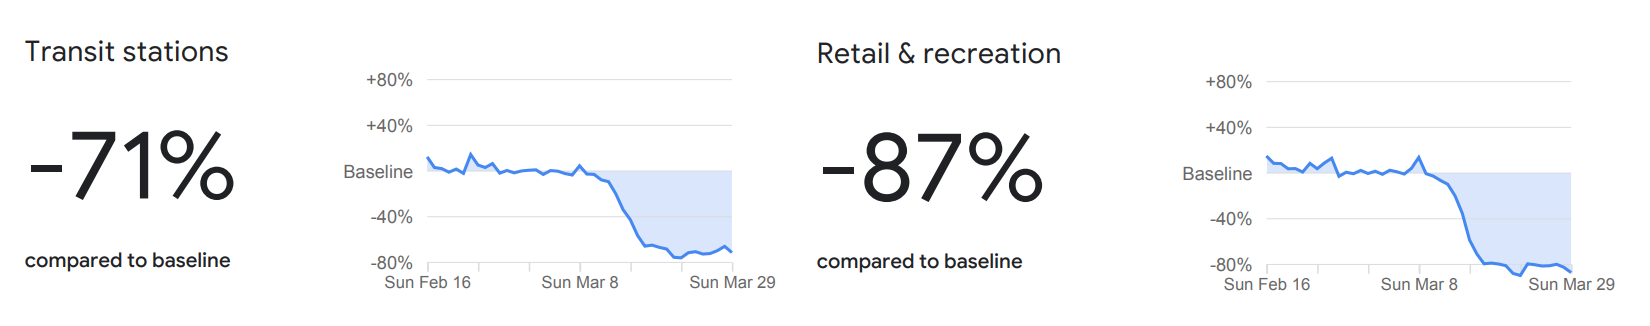 Transit stations
-71%
compared to baseline
+80%
+40%
Baseline
-40%
-80%
Sun Feb 16 Sun Mar 8 Sun Mar 29
Retail & recreation
-87%
compared to baseline
+80%
+40%
Baseline
-40%
-80%
Sun Feb 16 Sun Mar 8 Sun Mar 29